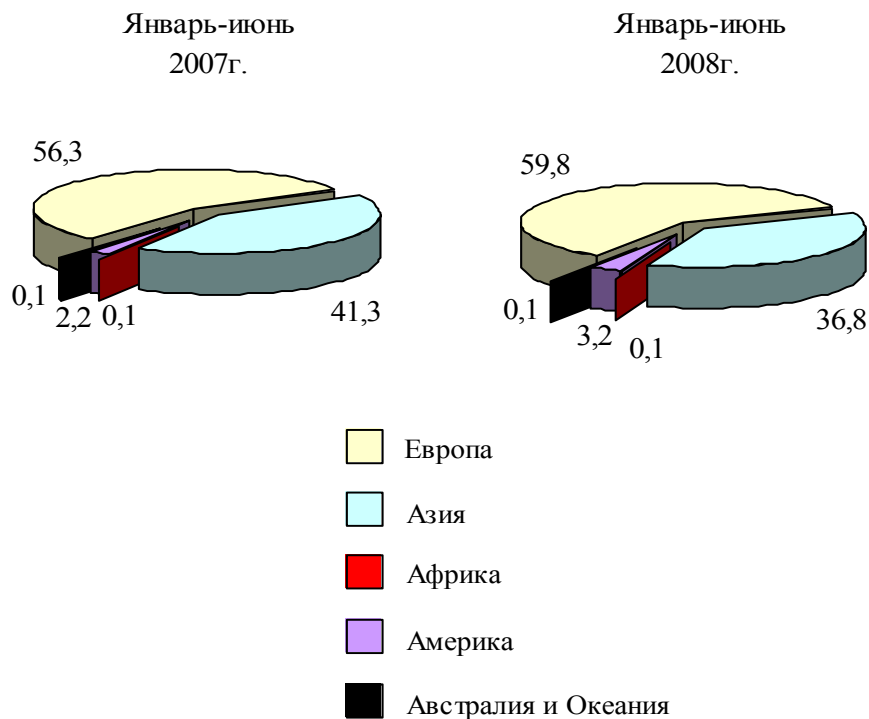 Январь-июнь
2007г.
Январь-июнь
2008г.
56,3
0,1
2,2
0,1
41,3
59,8
0,1
3,2
0,1
36,8
Европа
Азия
Африка
Америка
Австралия и Океания